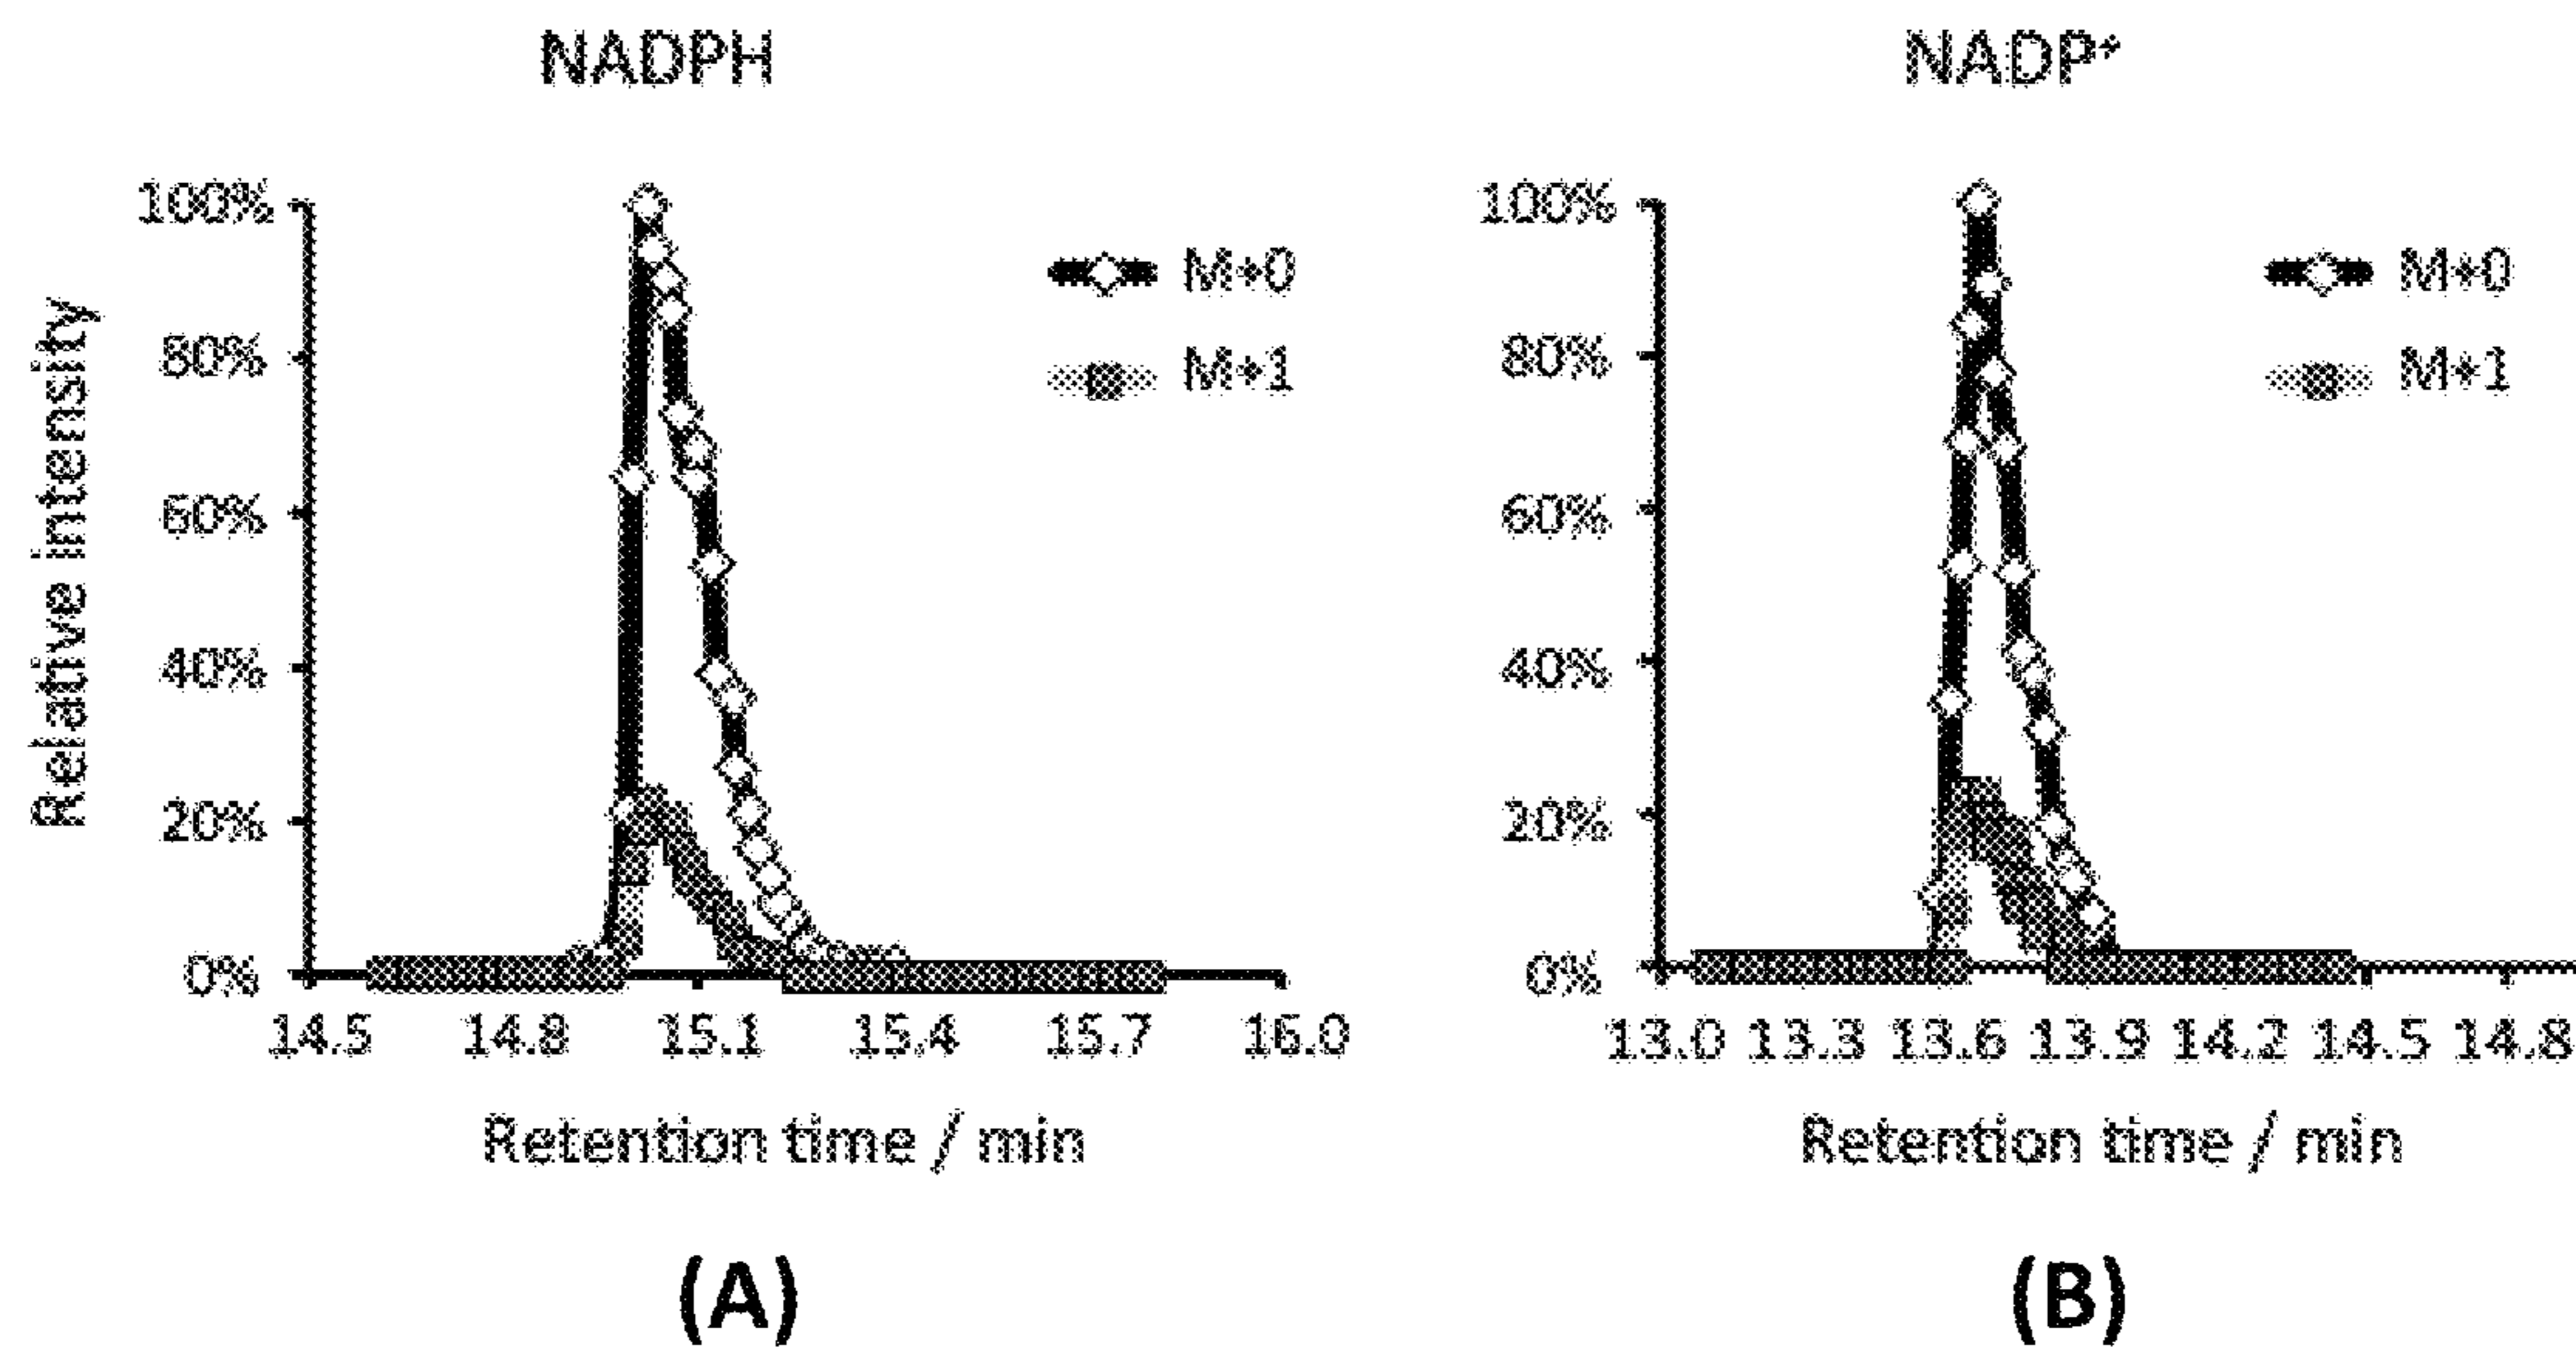 NADPH
Relative intensity
100%
80%
60%
40%
20%
0%
M+0
M+1
14.5 14.8 15.1 15.4 15.7 16.0
Retention time / min
(A)
NADP+
100%
80%
60%
40%
20%
0%
M+0
M+1
13.0 13.3 13.6 13.9 14.2 14.5 14.8
Retention time / min
(B)